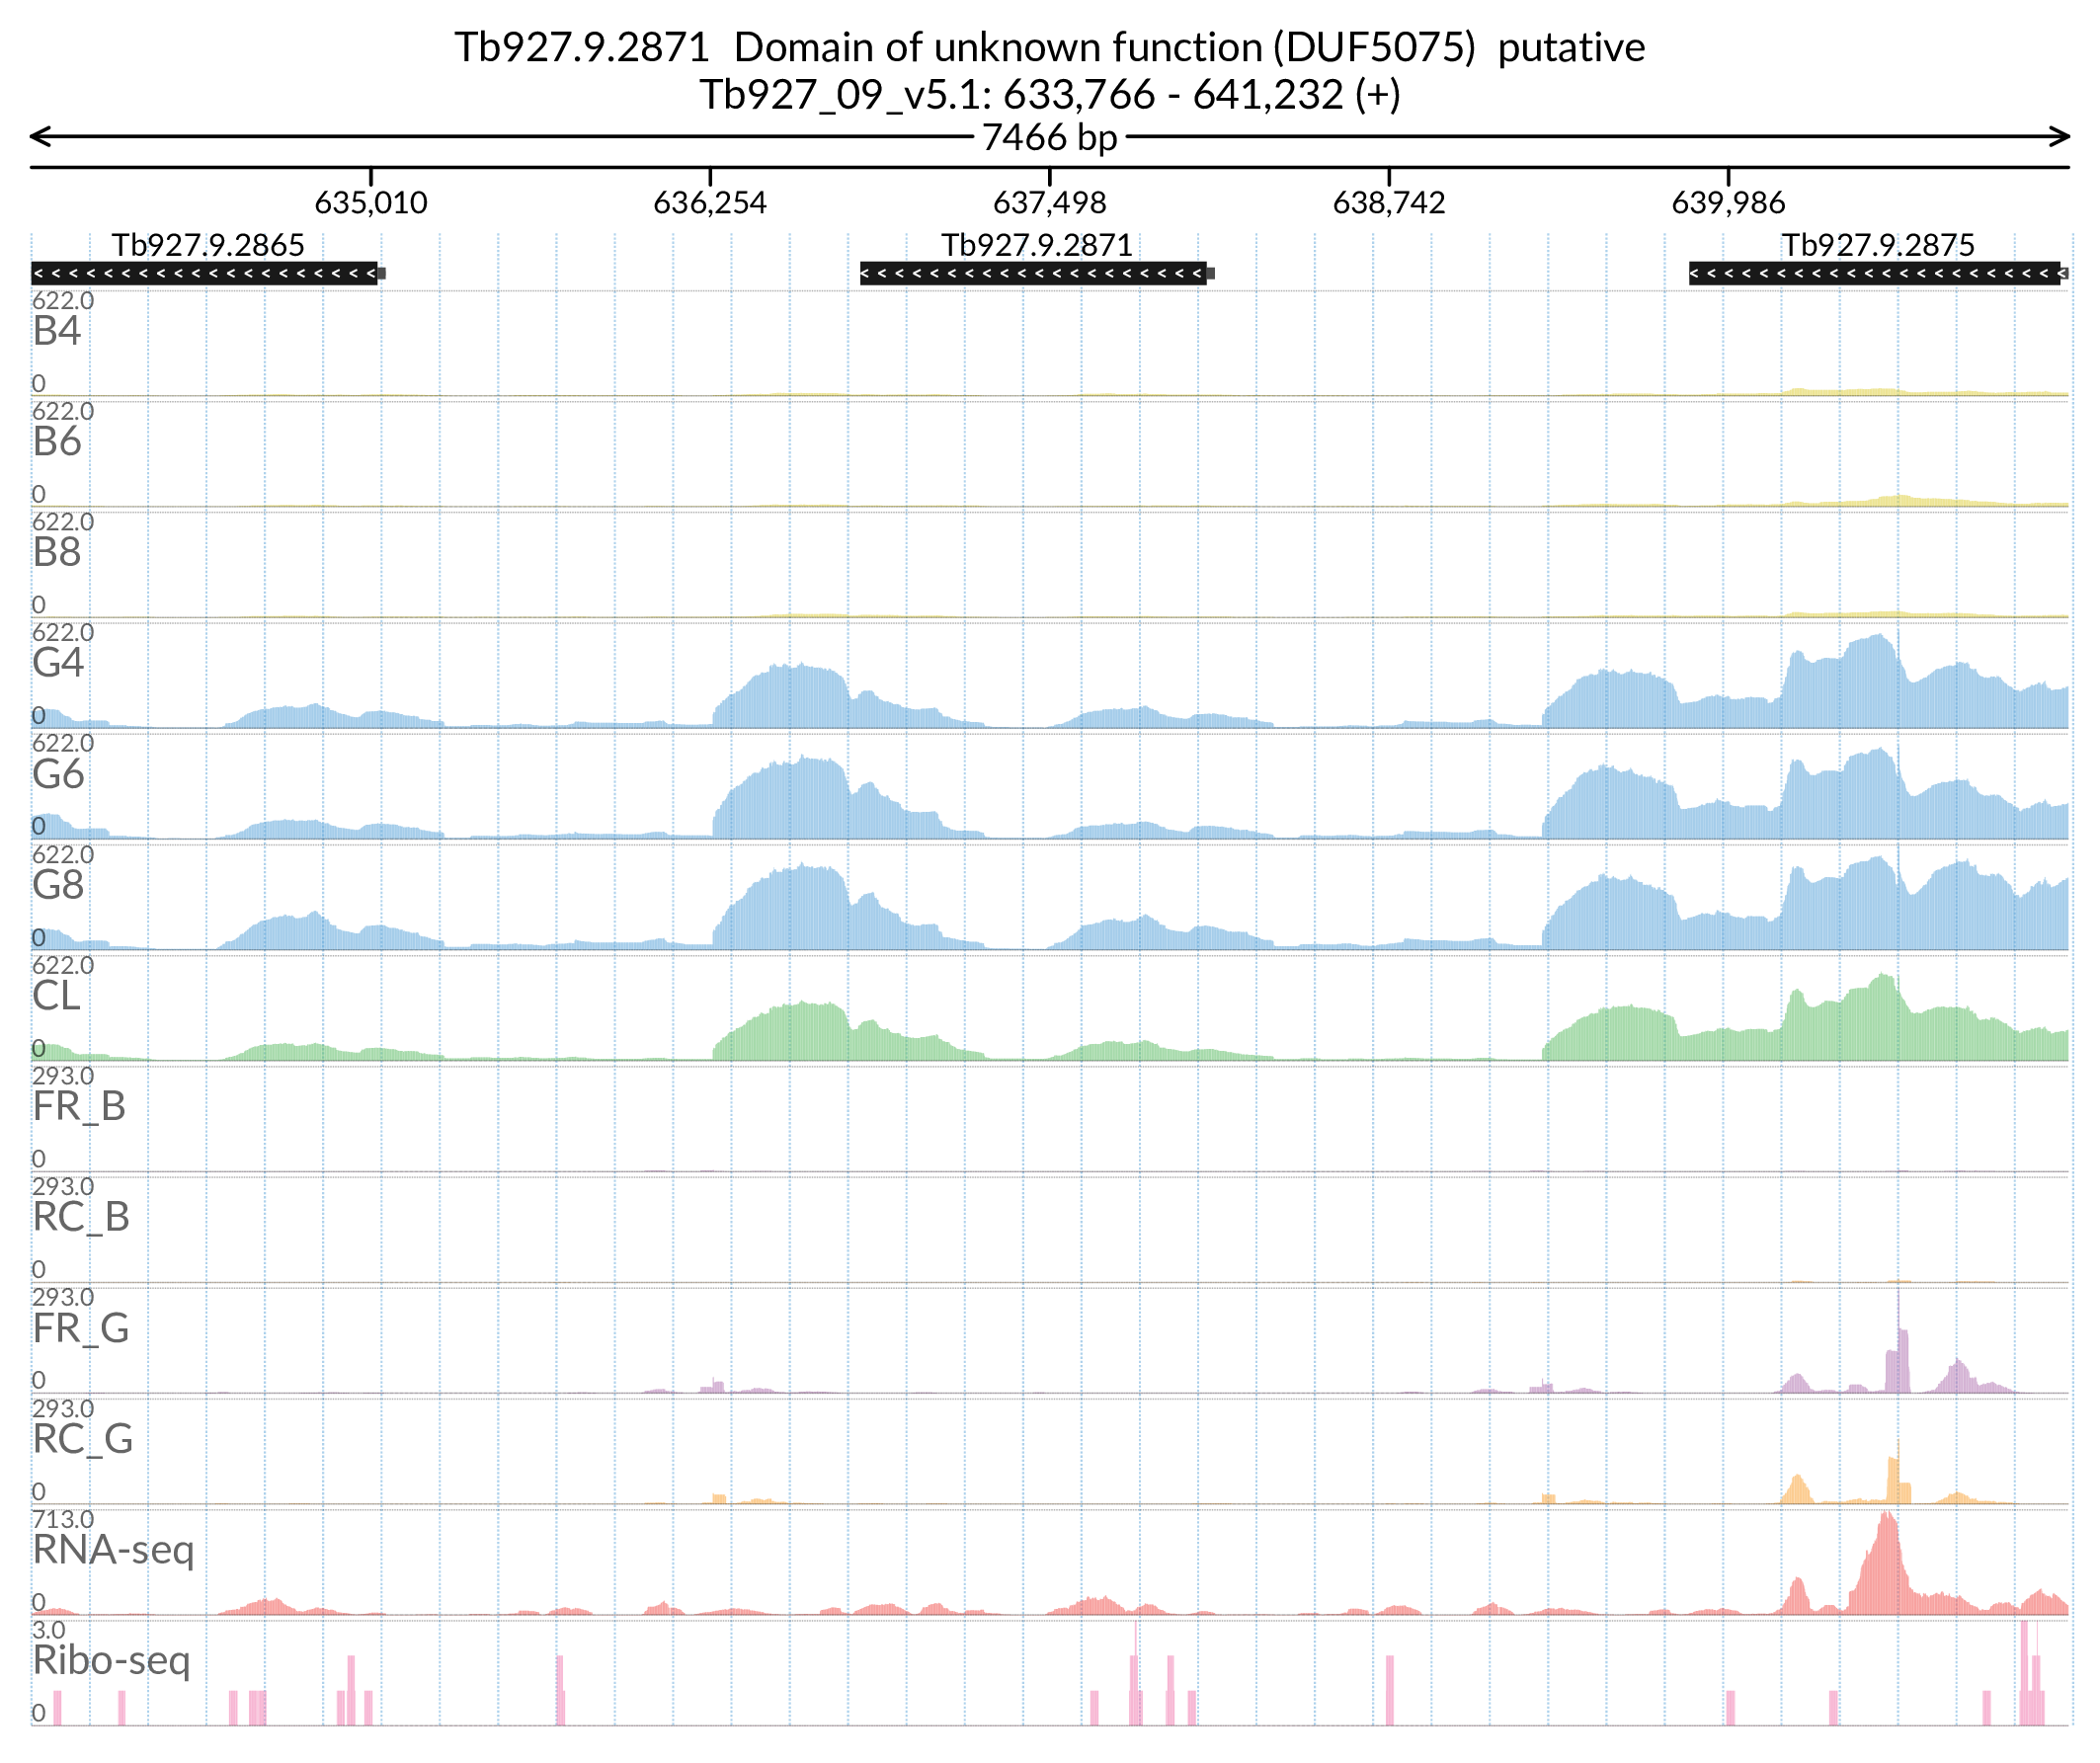 Tb927.9.2871 Domain of unknown function (DUF5075) putative
Tb927_09_v5.1: 633,766 - 641,232 (+)
7466 bp
635,010 636,254 637,498 638,742 639,986
Tb927.9.2865 Tb927.9.2871 Tb927.9.2875
622.0
B4
0
622.0
B6
0
622.0
B8
0
622.0
G4
0
622.0
G6
0
622.0
G8
0
622.0
CL
0
293.0
FR_B
0
293.0
RC_B
0
293.0
FR_G
0
293.0
RC_G
0
713.0
RNA-seq
0
3.0
Ribo-seq
0